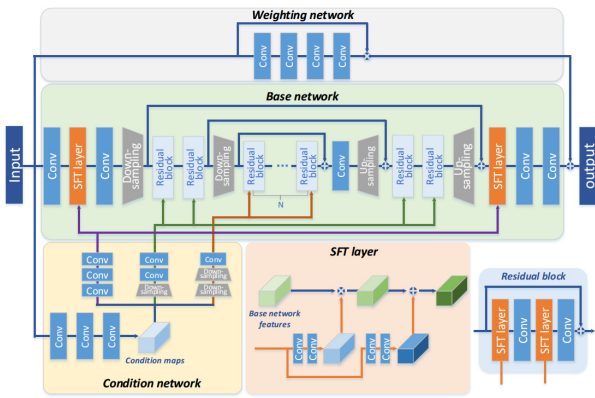 Weighting network
Conv
Conv
Conv
Conv
Base network
Input
Conv
SFT layer
Conv
Down-
sampling
Residual
block
Residual
block
Down-
sampling
Residual
block
...
Residual
block
N
Conv
Up-
sampling
Residual
block
Residual
block
Up-
sampling
SFT layer
Conv
Conv
output
Conv
Conv
Conv
Conv
Conv
Down-
sampling
Conv
Down-
sampling
Down-
sampling
Conv
Conv
Conv
Condition maps
Condition network
SFT layer
Base network
features
Conv
Conv
Conv
Conv
Residual block
SFT layer
Conv
SFT layer
Conv